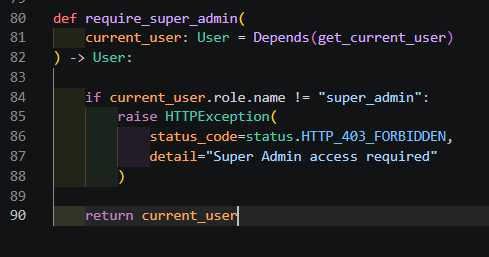 80 def require_super_admin(
81     current_user: User = Depends(get_current_user)
82 ) -> User:
83
84     if current_user.role.name != "super_admin":
85         raise HTTPException(
86             status_code=status.HTTP_403_FORBIDDEN,
87             detail="Super Admin access required"
88         )
89
90     return current_user